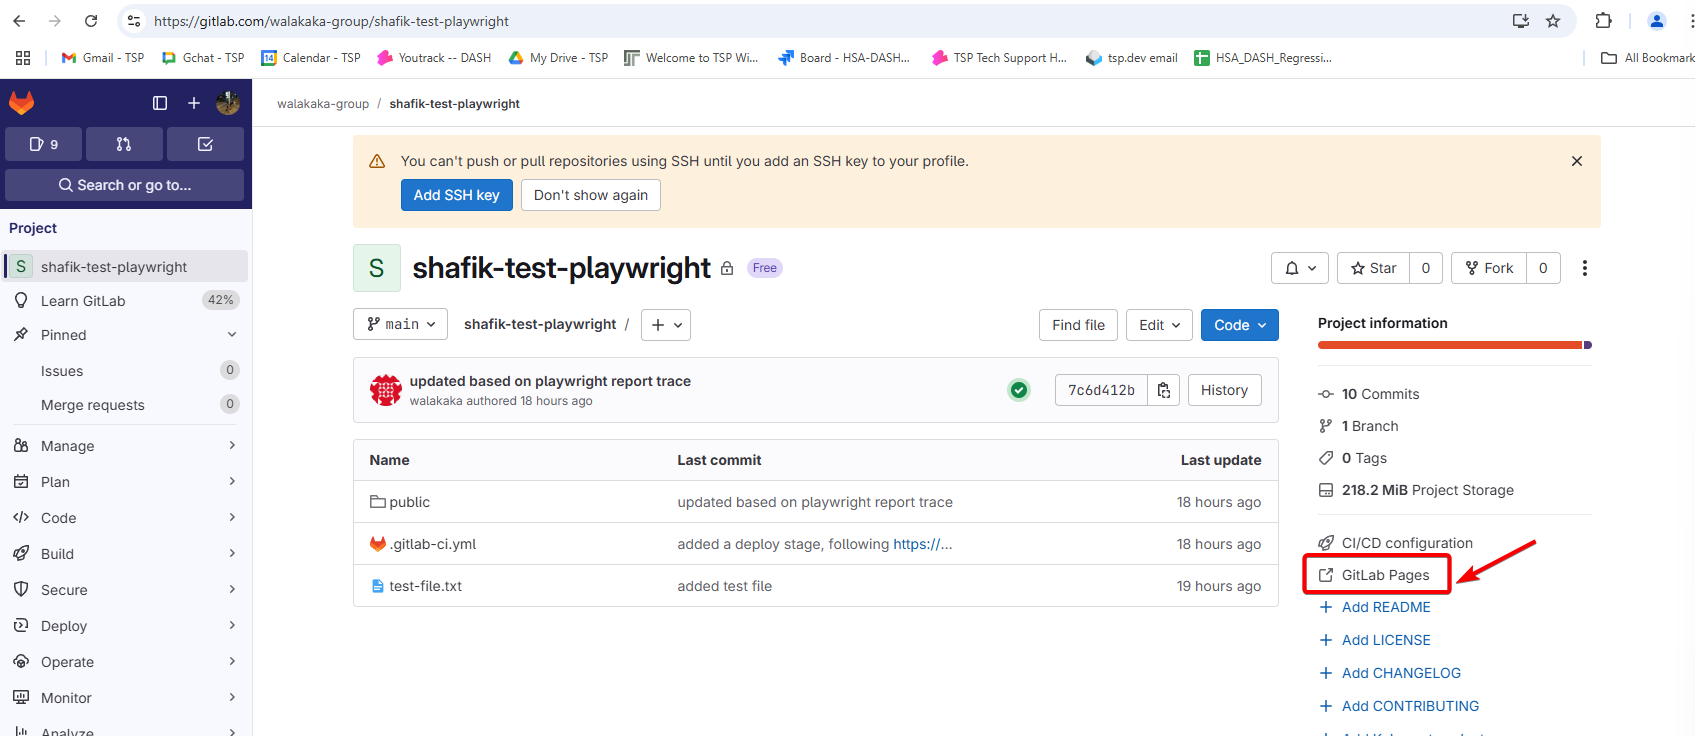 https://gitlab.com/walakaka-group/shafik-test-playwright
Gmail - TSP
Gchat - TSP
14
Calendar - TSP
Youtrack -- DASH
My Drive - TSP
Welcome to TSP Wi...
Board - HSA-DASH...
TSP Tech Support H...
tsp.dev email
HSA_DASH_Regressi...
All Bookmark
walakaka-group / shafik-test-playwright
9
Search or go to...
Project
S shafik-test-playwright
Learn GitLab 42%
Pinned
Issues 0
Merge requests 0
Manage
Plan
Code
Build
Secure
Deploy
Operate
Monitor
Analyze
You can't push or pull repositories using SSH until you add an SSH key to your profile.
Add SSH key
Don't show again
S
shafik-test-playwright
Free
Star 0
Fork 0
main
shafik-test-playwright /
Find file
Edit
Code
updated based on playwright report trace
walakaka authored 18 hours ago
7c6d412b
History
Name Last commit Last update
public updated based on playwright report trace 18 hours ago
.gitlab-ci.yml added a deploy stage, following https://... 18 hours ago
test-file.txt added test file 19 hours ago
Project information
10 Commits
1 Branch
0 Tags
218.2 MiB Project Storage
CI/CD configuration
GitLab Pages
Add README
Add LICENSE
Add CHANGELOG
Add CONTRIBUTING